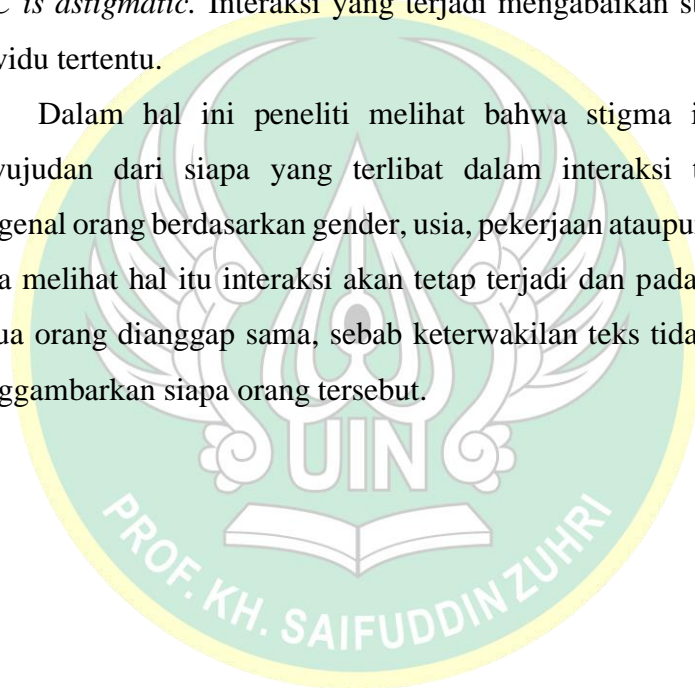 C is astigmatic. Interaksi yang terjadi mengabaikan
vidu tertentu.
Dalam hal ini peneliti melihat bahwa stigma
ujudan dari siapa yang terlibat dalam interaksi
genal orang berdasarkan gender, usia, pekerjaan ataupu
a melihat hal itu interaksi akan tetap terjadi dan pada
ua orang dianggap sama, sebab keterwakilan teks tida
ggambarkan siapa orang tersebut.
UIN
PROF. KH. SAIFUDDIN ZUHRI